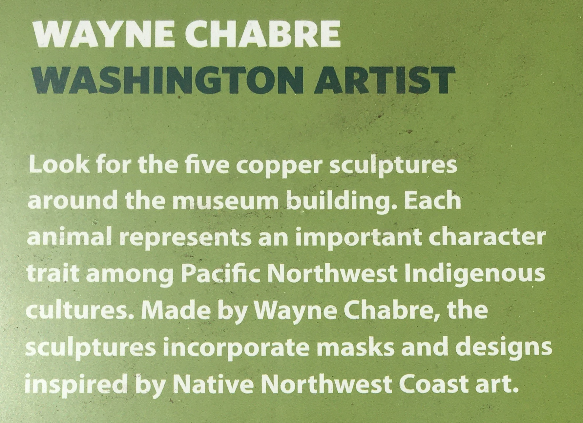 WAYNE CHABRE
WASHINGTON ARTIST
Look for the five copper sculptures
around the museum building. Each
animal represents an important character
trait among Pacific Northwest Indigenous
cultures. Made by Wayne Chabre, the
sculptures incorporate masks and designs
inspired by Native Northwest Coast art.